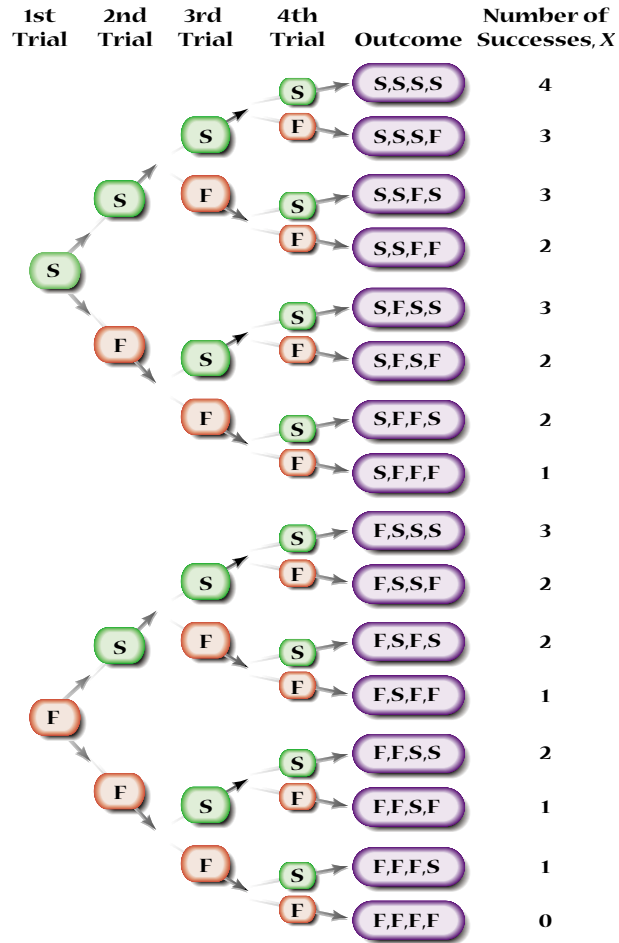 1st Trial 2nd Trial 3rd Trial 4th Trial Outcome Number of Successes, X
S S,S,S,S 4
S F S,S,S,F 3
F S S,S,F,S 3
S F S,S,F,F 2
S
S S,F,S,S 3
F S F S,F,S,F 2
F S S,F,F,S 2
F S,F,F,F 1
S F,S,S,S 3
S F F,S,S,F 2
S F S F,S,F,S 2
F F F,S,F,F 1
S F,F,S,S 2
F S F F,F,S,F 1
F S F,F,F,S 1
F F,F,F,F 0